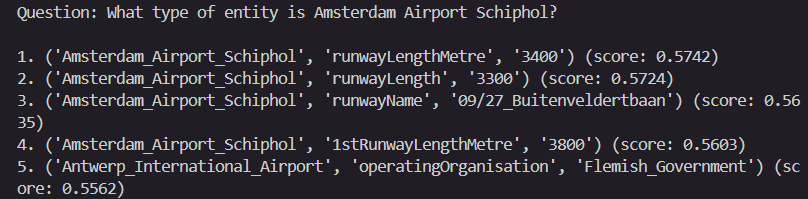 Question: What type of entity is Amsterdam Airport Schiphol?
1. ('Amsterdam_Airport_Schiphol', 'runwayLengthMetre', '3400') (score: 0.5742)
2. ('Amsterdam_Airport_Schiphol', 'runwayLength', '3300') (score: 0.5724)
3. ('Amsterdam_Airport_Schiphol', 'runwayName', '09/27_Buitenveldertbaan') (score: 0.56
35)
4. ('Amsterdam_Airport_Schiphol', '1stRunwayLengthMetre', '3800') (score: 0.5603)
5. ('Antwerp_International_Airport', 'operatingOrganisation', 'Flemish_Government') (sc
ore: 0.5562)